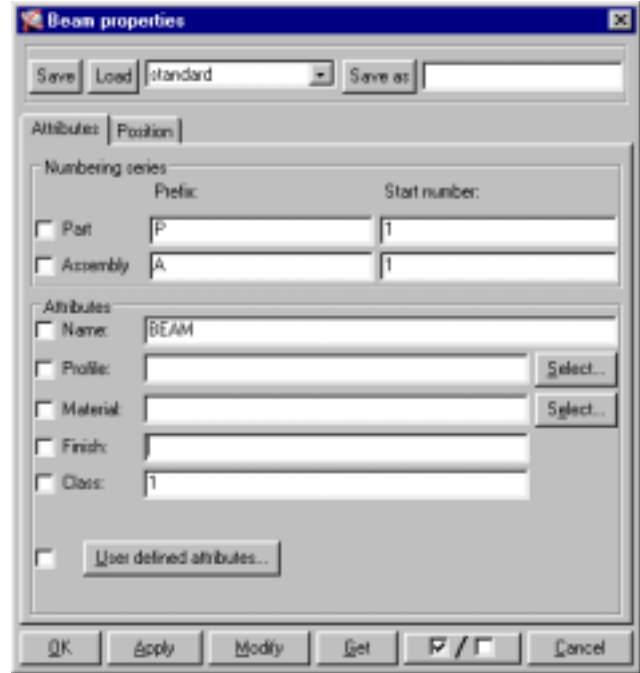 Beam properties
Save Load standard Save as
Attributes Position
Numbering series
Prefix: Start number:
Part P 1
Assembly A 1
Attributes
Name: BEAM
Profile: Select...
Material: Select...
Finish:
Class: 1
User defined attributes...
OK Apply Modify Get / Cancel